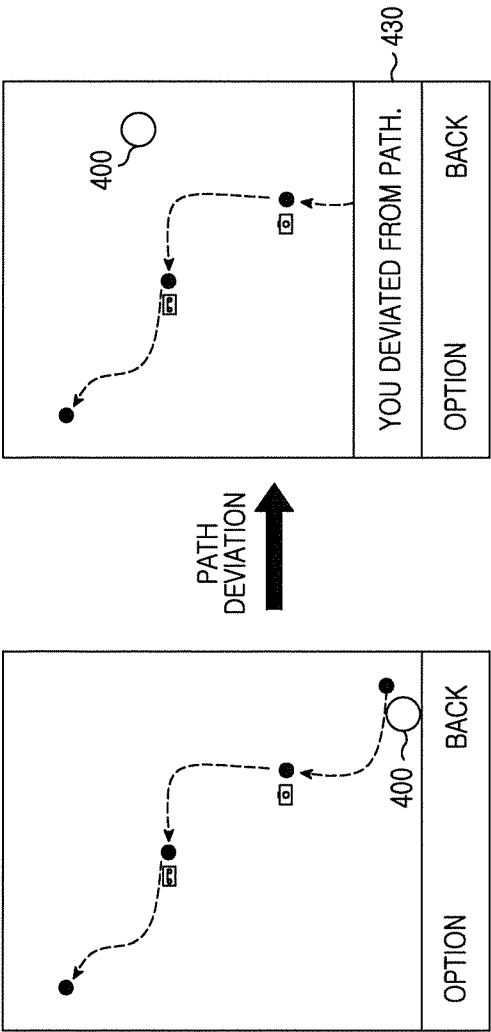 400
OPTION BACK
PATH
DEVIATION
400
YOU DEVIATED FROM PATH.
430
OPTION BACK